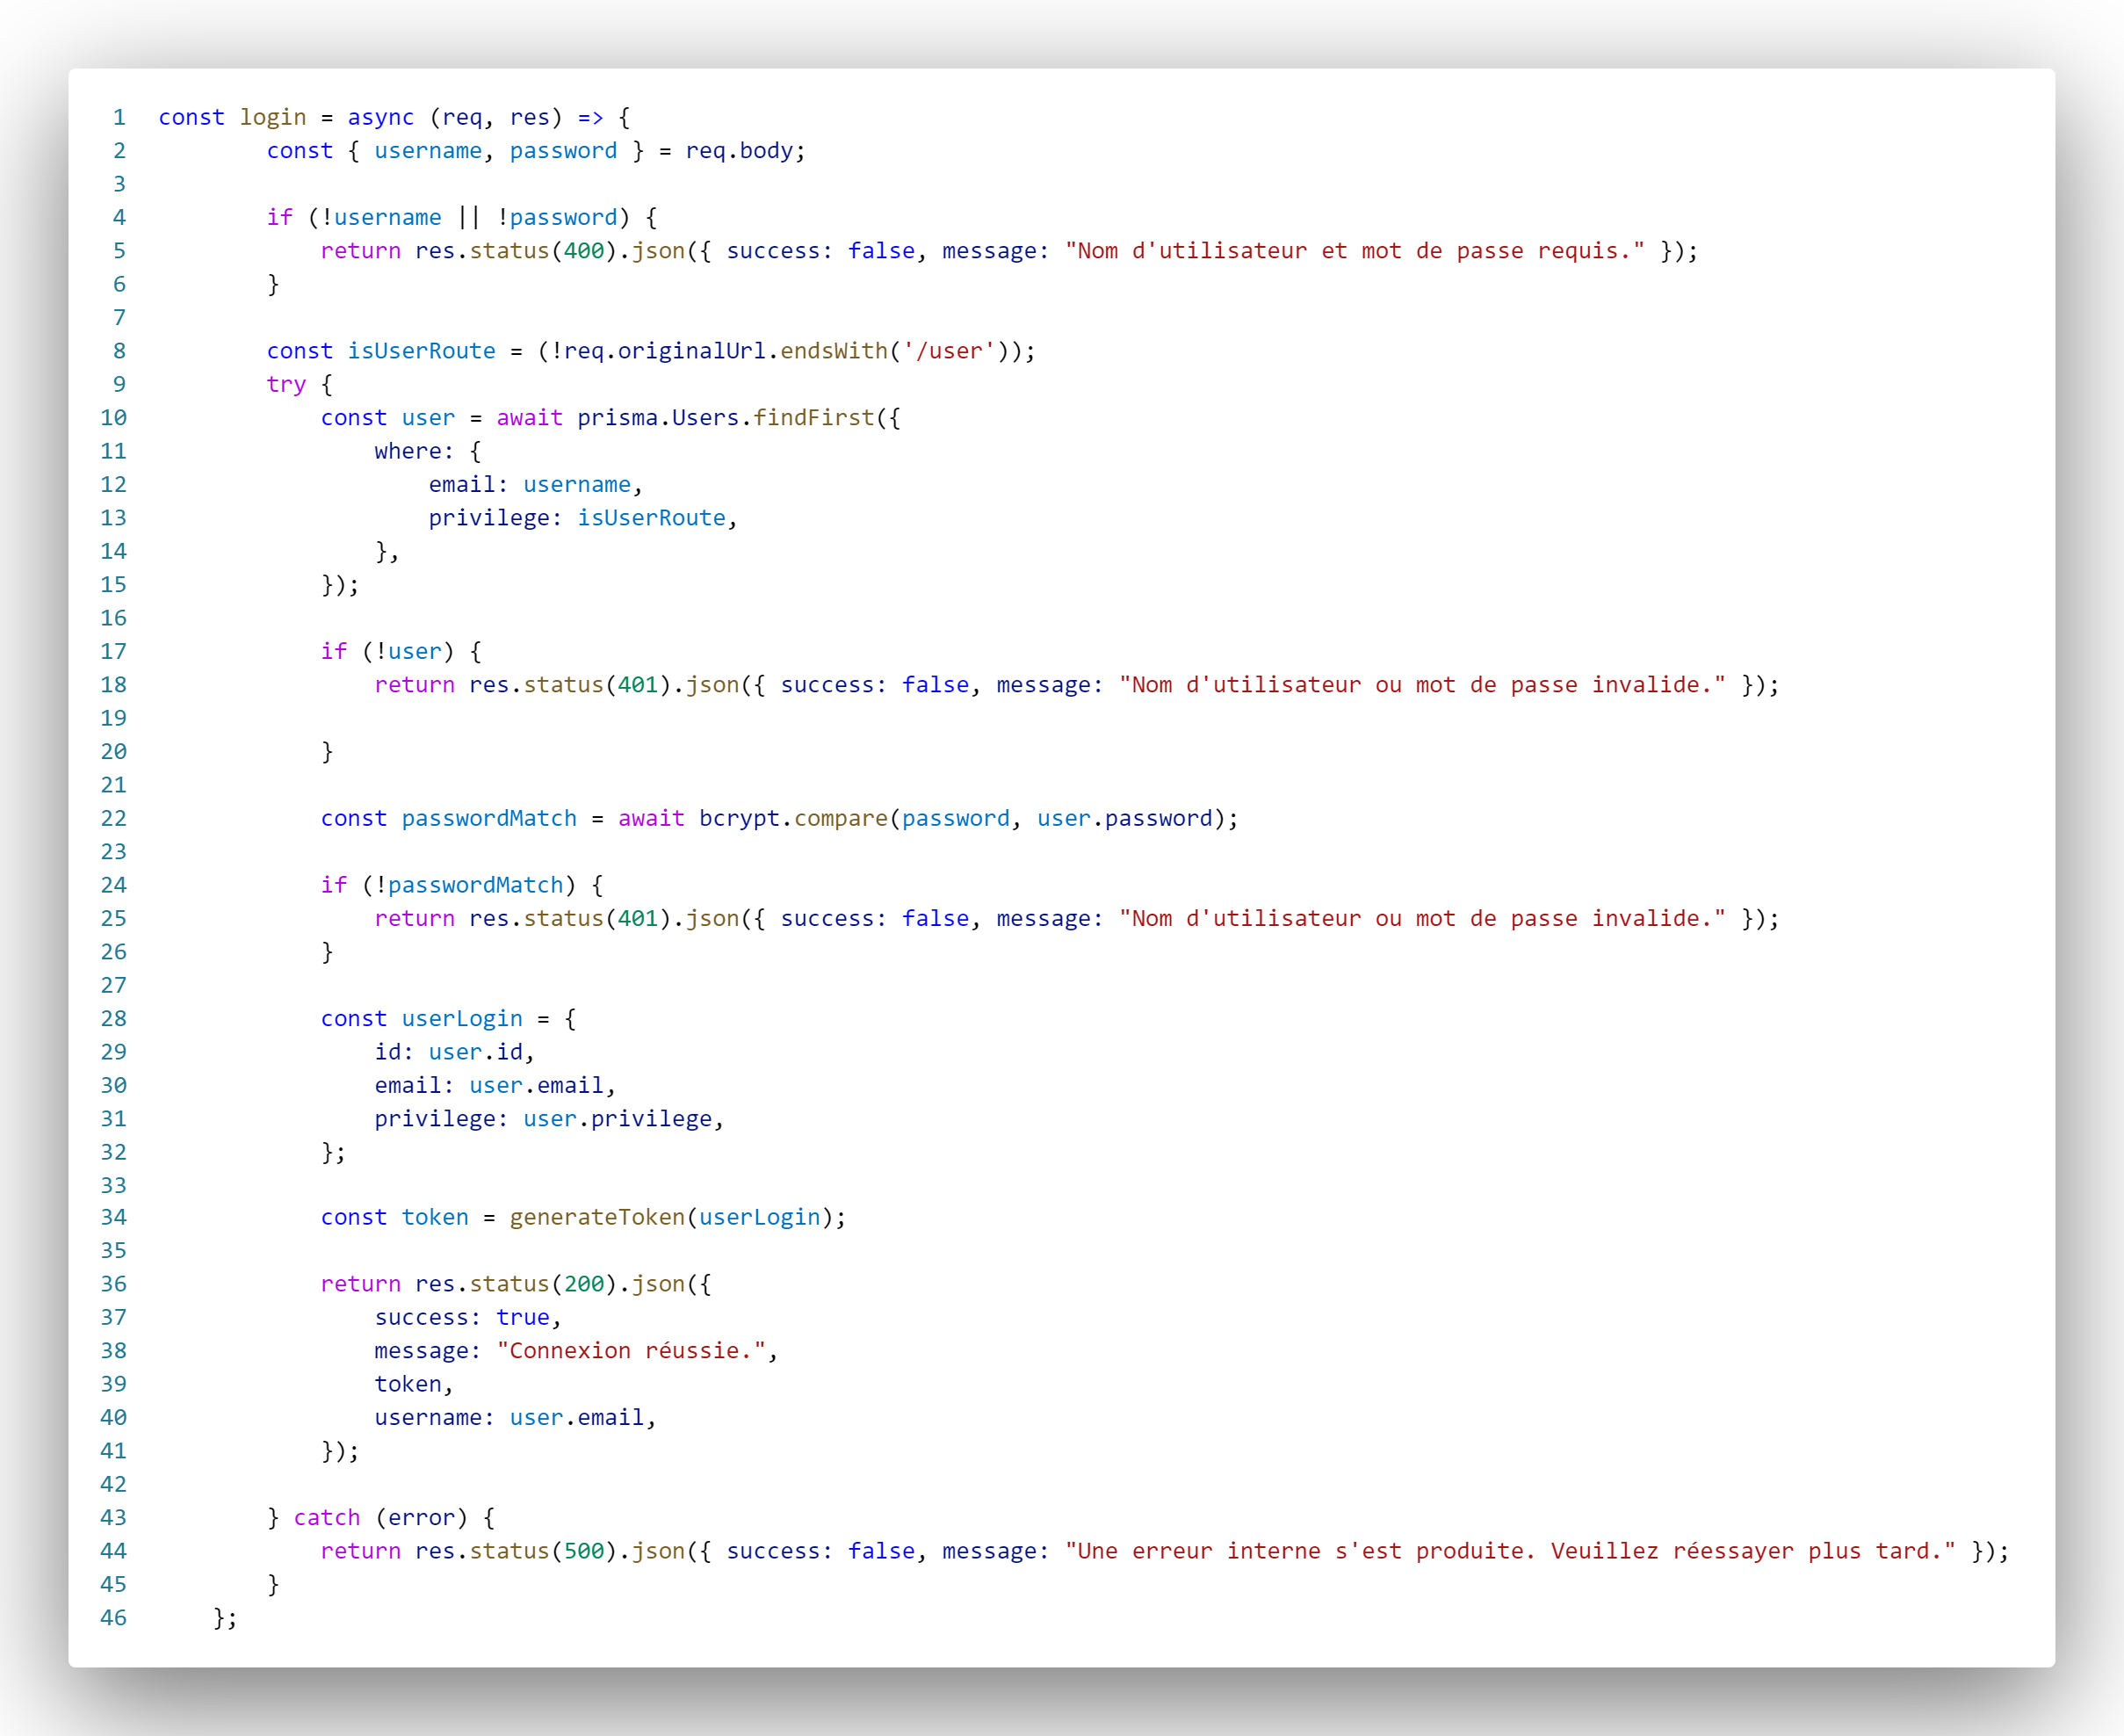 1 const login = async (req, res) => {
2 const { username, password } = req.body;
3
4 if (!username || !password) {
5 return res.status(400).json({ success: false, message: "Nom d'utilisateur et mot de passe requis." });
6 }
7
8 const isUserRoute = (!req.originalUrl.endsWith('/user'));
9 try {
10 const user = await prisma.Users.findFirst({
11 where: {
12 email: username,
13 privilege: isUserRoute,
14 },
15 });
16
17 if (!user) {
18 return res.status(401).json({ success: false, message: "Nom d'utilisateur ou mot de passe invalide." });
19
20 }
21
22 const passwordMatch = await bcrypt.compare(password, user.password);
23
24 if (!passwordMatch) {
25 return res.status(401).json({ success: false, message: "Nom d'utilisateur ou mot de passe invalide." });
26 }
27
28 const userLogin = {
29 id: user.id,
30 email: user.email,
31 privilege: user.privilege,
32 };
33
34 const token = generateToken(userLogin);
35
36 return res.status(200).json({
37 success: true,
38 message: "Connexion réussie.",
39 token,
40 username: user.email,
41 });
42
43 } catch (error) {
44 return res.status(500).json({ success: false, message: "Une erreur interne s'est produite. Veuillez réessayer plus tard." });
45 }
46 };